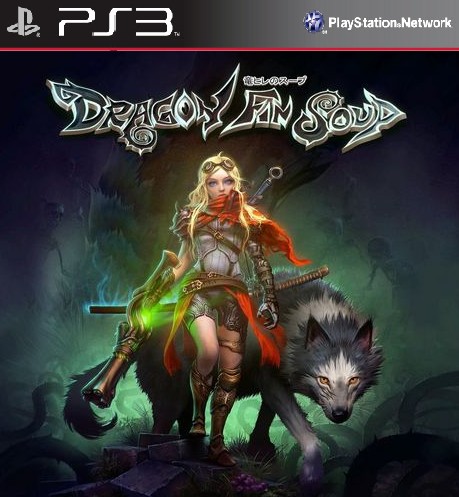 PS3
PlayStation Network
竜ヒレのスープ
DRAGON FIN SOUP